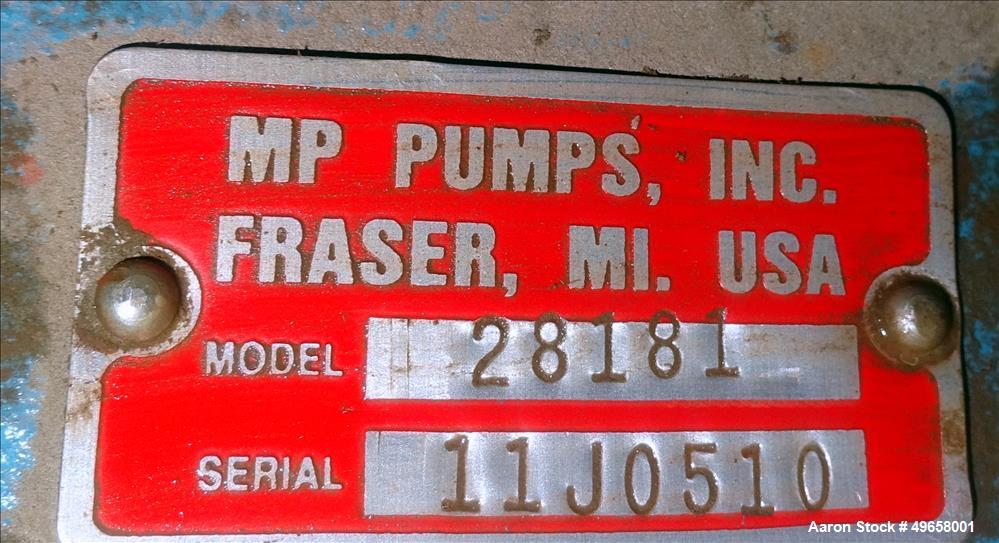 MP PUMPS, INC.
FRASER, MI. USA
MODEL 28181
SERIAL 11J0510
Aaron Stock # 49658001